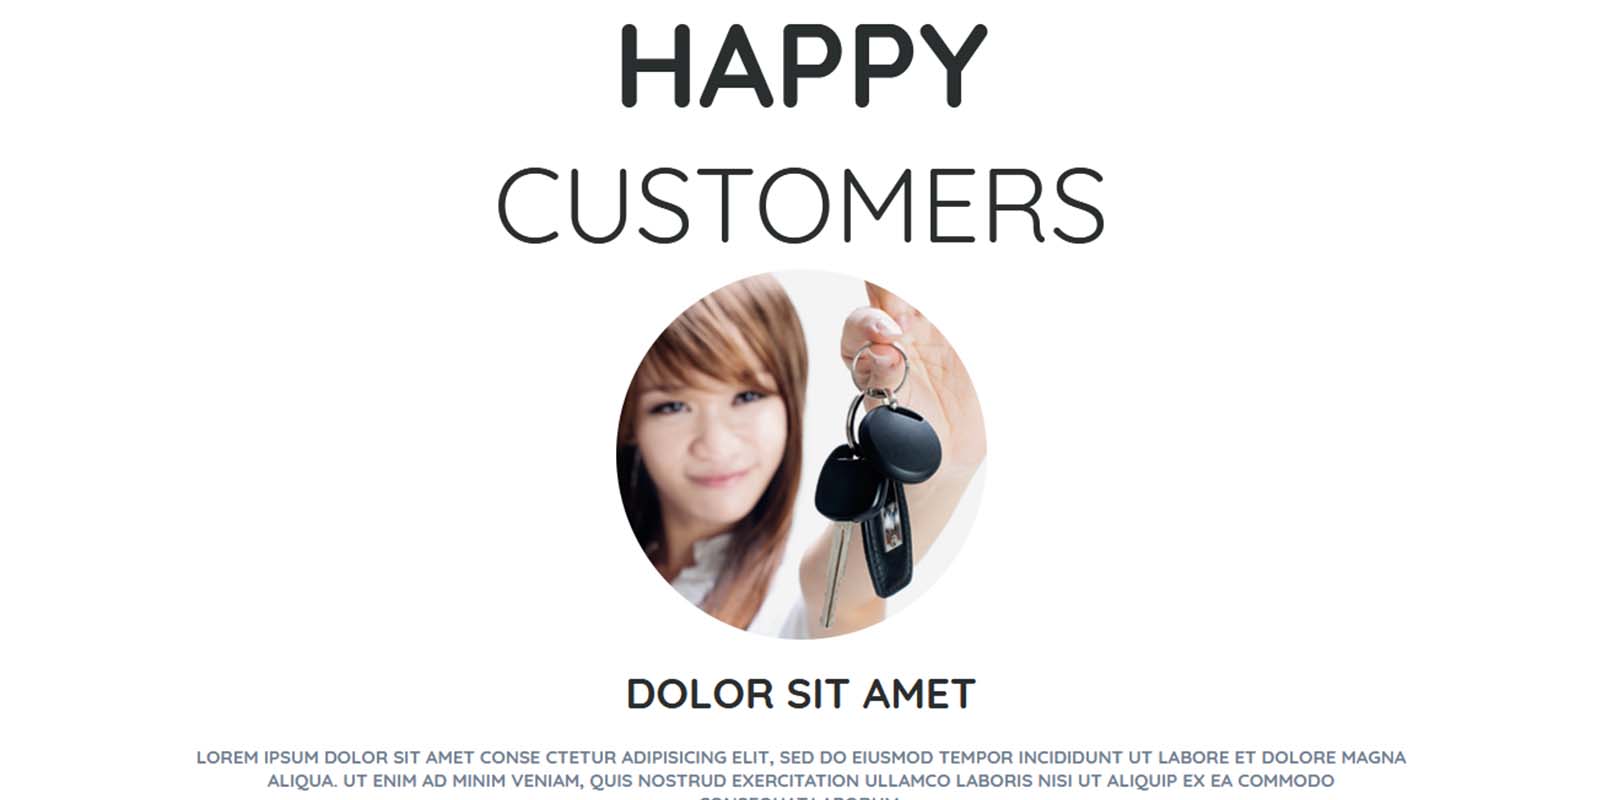 HAPPY
CUSTOMERS
DOLOR SIT AMET
LOREM IPSUM DOLOR SIT AMET CONSE CTETUR ADIPISICING ELIT, SED DO EIUSMOD TEMPOR INCIDIDUNT UT LABORE ET DOLORE MAGNA
ALIQUA. UT ENIM AD MINIM VENIAM, QUIS NOSTRUD EXERCITATION ULLAMCO LABORIS NISI UT ALIQUIP EX EA COMMODO